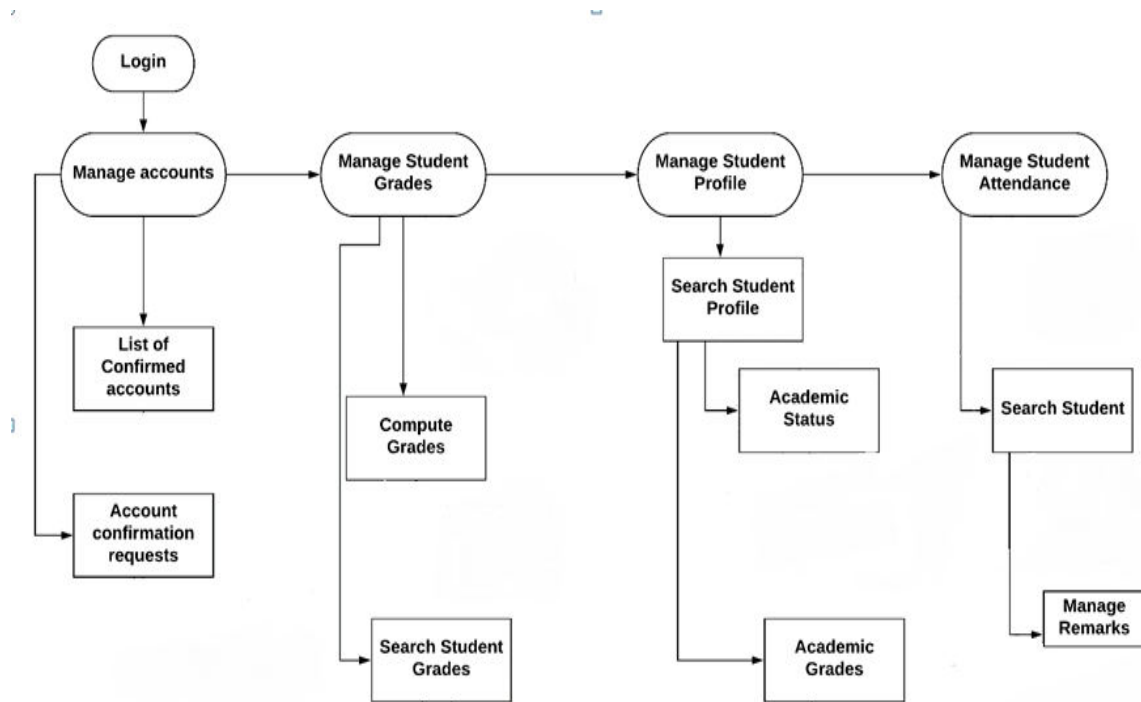 Login
Manage accounts
Manage Student
Grades
Manage Student
Profile
Manage Student
Attendance
Search Student
Profile
List of
Confirmed
accounts
Academic
Status
Search Student
Compute
Grades
Account
confirmation
requests
Manage
Remarks
Search Student
Grades
Academic
Grades